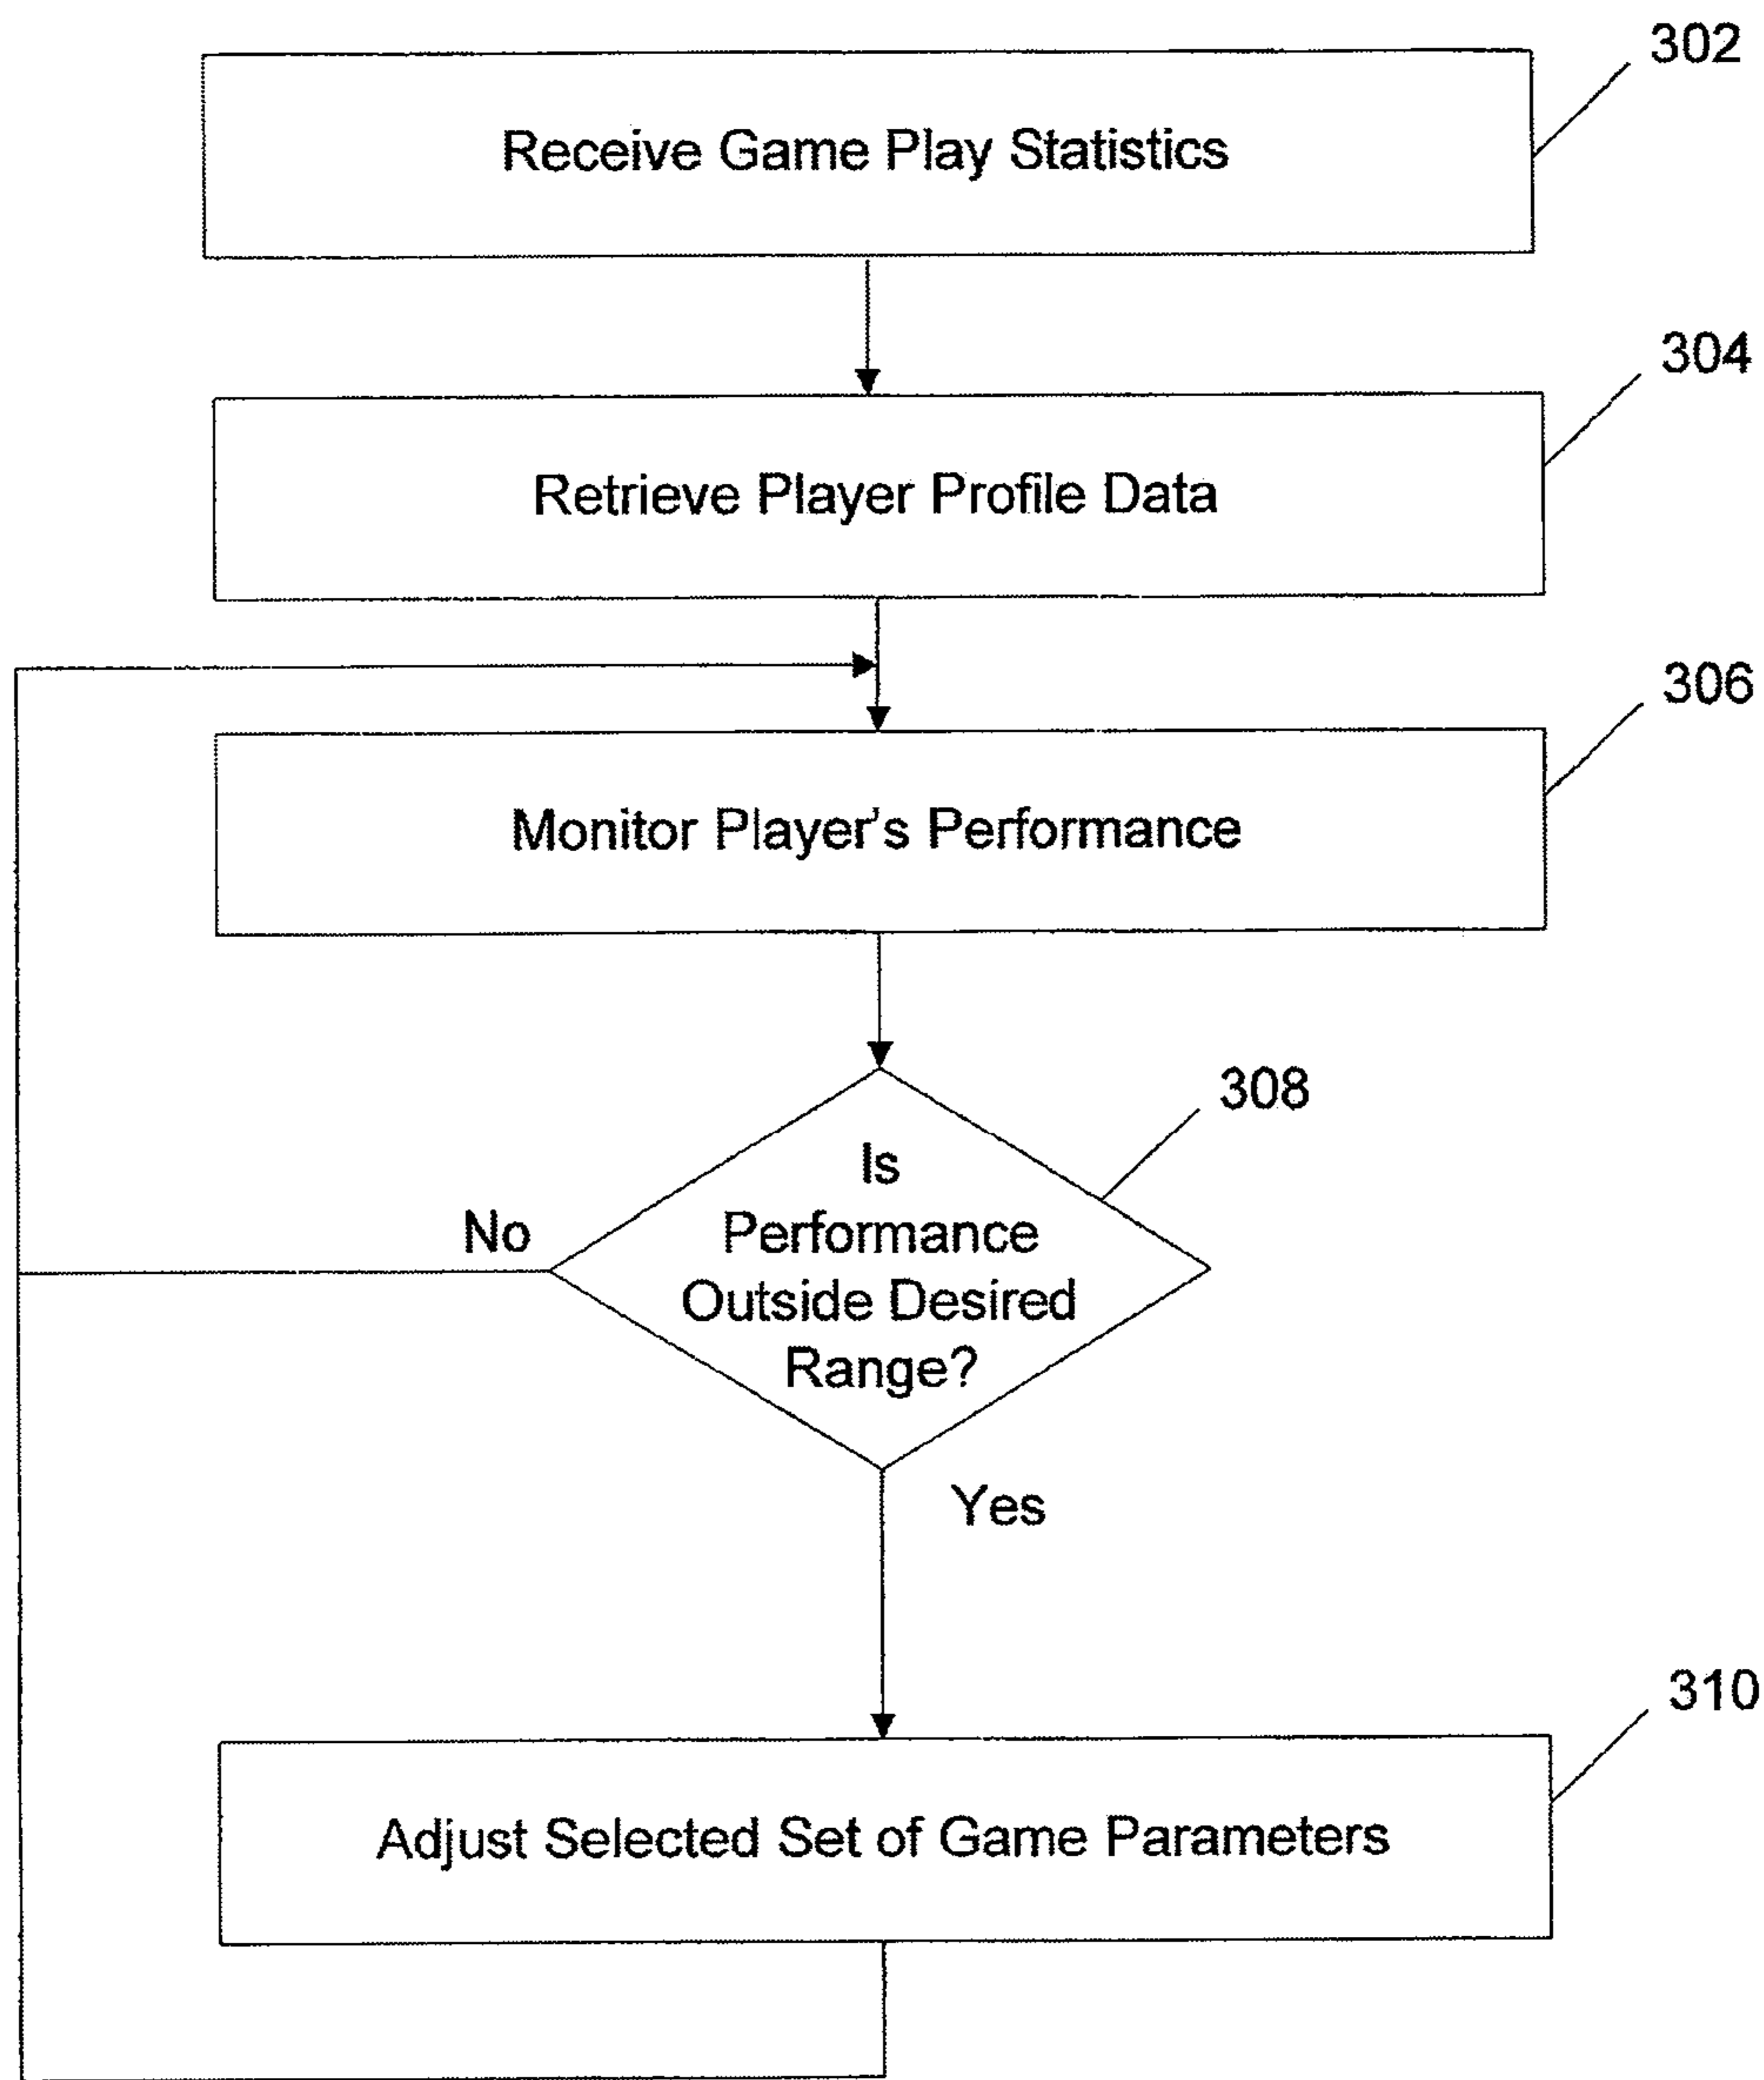 302
Receive Game Play Statistics
304
Retrieve Player Profile Data
306
Monitor Player's Performance
308
Is
Performance
Outside Desired
Range?
No
Yes
310
Adjust Selected Set of Game Parameters